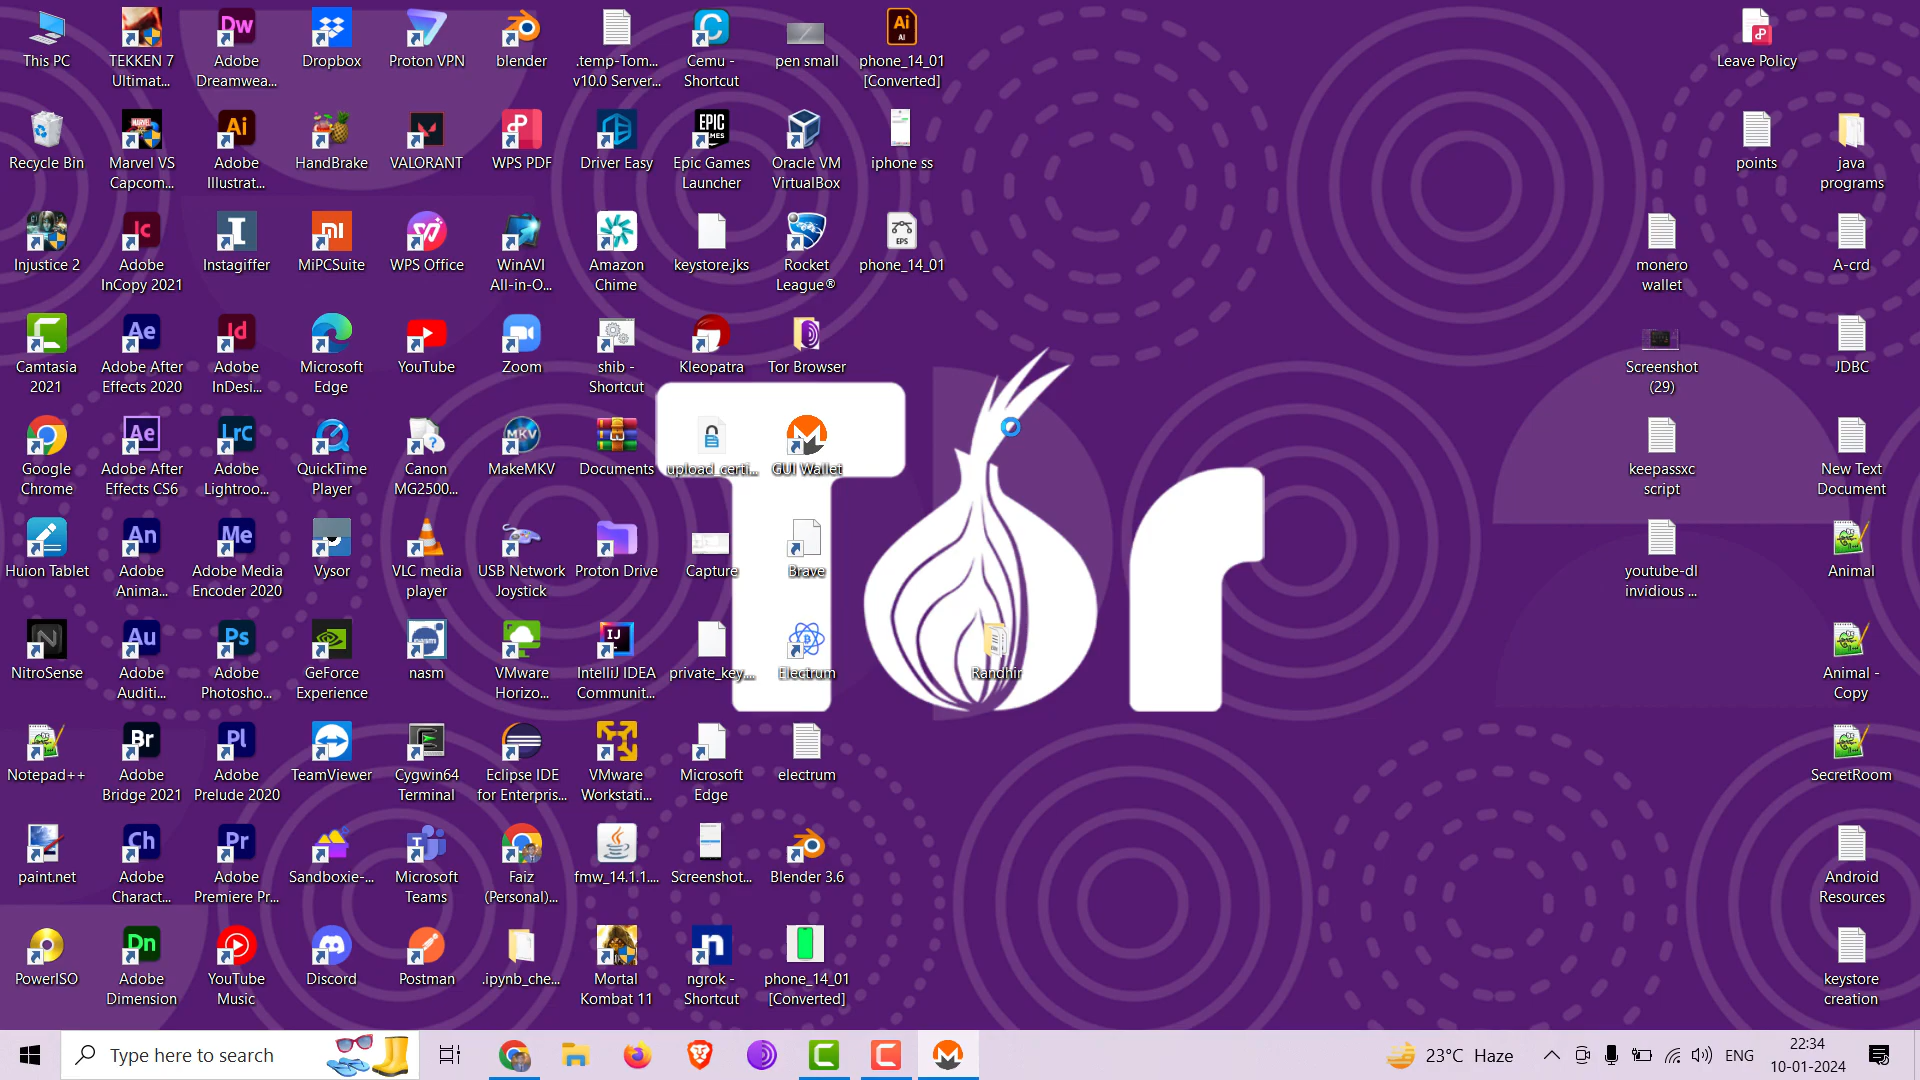 This PC
TEKKEN 7
Ultimat...
Adobe
Dreamwea...
Dropbox
Proton VPN
blender
.temp-Tom...
v10.0 Server...
Cemu -
Shortcut
pen small
phone_14_01
[Converted]
Leave Policy
Recycle Bin
Marvel VS
Capcom...
Adobe
Illustrat...
HandBrake
VALORANT
WPS PDF
Driver Easy
Epic Games
Launcher
Oracle VM
VirtualBox
iphone ss
points
java
programs
Injustice 2
Adobe
InCopy 2021
Instagiffer
MiPCSuite
WPS Office
WinAVI
All-in-O...
Amazon
Chime
keystore.jks
Rocket
League®
phone_14_01
monero
wallet
A-crd
Camtasia
2021
Adobe After
Effects 2020
Adobe
InDesi...
Microsoft
Edge
YouTube
Zoom
shib -
Shortcut
Kleopatra
Tor Browser
Screenshot
(29)
JDBC
Google
Chrome
Adobe After
Effects CS6
Adobe
Lightroo...
QuickTime
Player
Canon
MG2500...
MakeMKV
Documents
upload_certi...
GUI Wallet
keepassxc
script
New Text
Document
Huion Tablet
Adobe
Anima...
Adobe Media
Encoder 2020
Vysor
VLC media
player
USB Network
Joystick
Proton Drive
Capture
Brave
youtube-dl
invidious ...
Animal
NitroSense
Adobe
Auditi...
Adobe
Photosho...
GeForce
Experience
nasm
VMware
Horizo...
IntelliJ IDEA
Communit...
private_key....
Electrum
Randhir
Animal -
Copy
Notepad++
Adobe
Bridge 2021
Adobe
Prelude 2020
TeamViewer
Cygwin64
Terminal
Eclipse IDE
for Enterpris...
VMware
Workstati...
Microsoft
Edge
electrum
SecretRoom
paint.net
Adobe
Charact...
Adobe
Premiere Pr...
Sandboxie-...
Microsoft
Teams
Faiz
(Personal)...
fmw_14.1.1....
Screenshot...
Blender 3.6
Android
Resources
PowerISO
Adobe
Dimension
YouTube
Music
Discord
Postman
.ipynb_che...
Mortal
Kombat 11
ngrok -
Shortcut
phone_14_01
[Converted]
keystore
creation
Tor
Type here to search
23°C Haze
ENG
22:34
10-01-2024